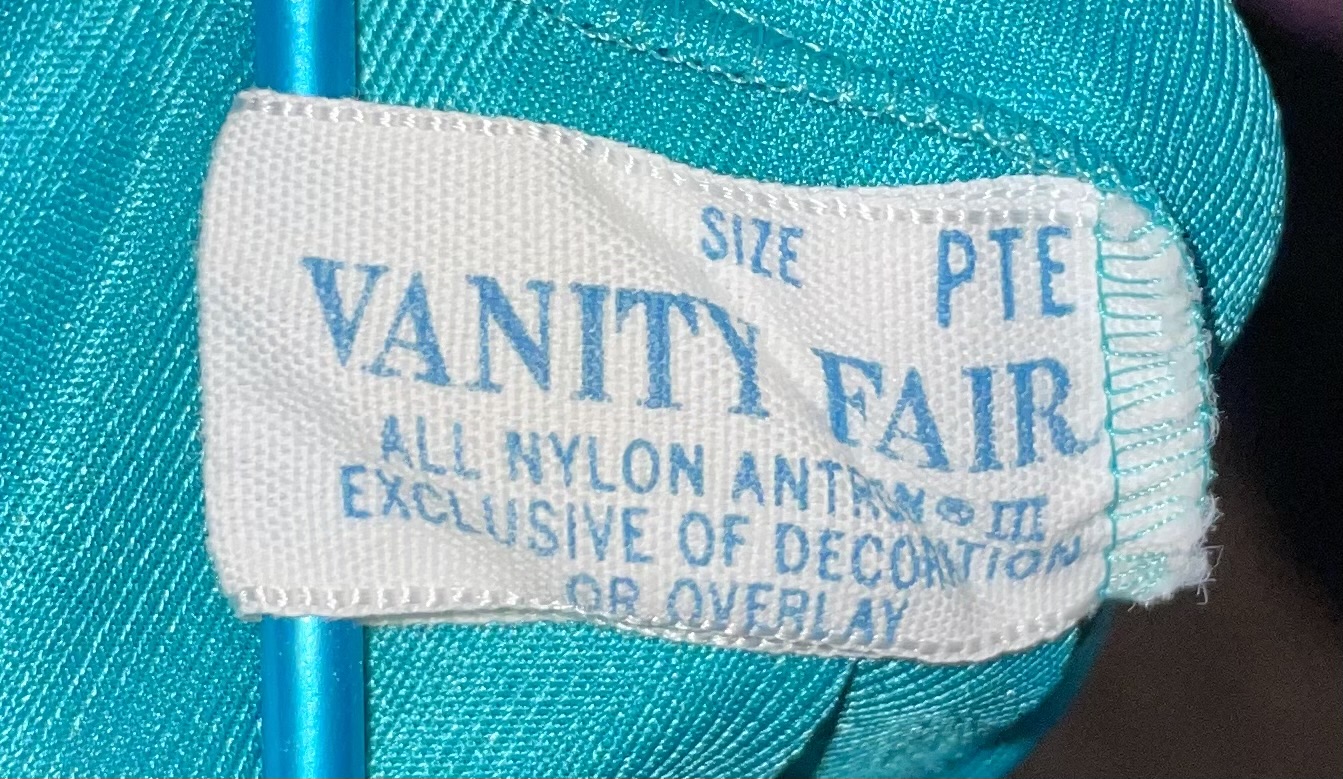 SIZE PTE
VANITY FAIR
ALL NYLON ANTRON® III
EXCLUSIVE OF DECORATION
OR OVERLAY